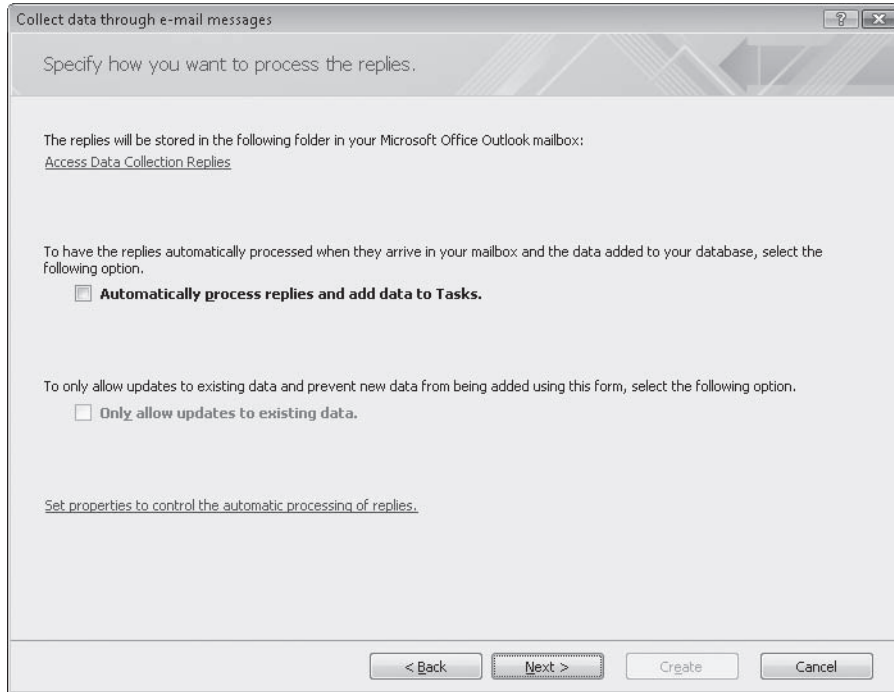 Collect data through e-mail messages
?
X
Specify how you want to process the replies.
The replies will be stored in the following folder in your Microsoft Office Outlook mailbox:
Access Data Collection Replies
To have the replies automatically processed when they arrive in your mailbox and the data added to your database, select the
following option.
Automatically process replies and add data to Tasks.
To only allow updates to existing data and prevent new data from being added using this form, select the following option.
Only allow updates to existing data.
Set properties to control the automatic processing of replies.
< Back
Next >
Create
Cancel